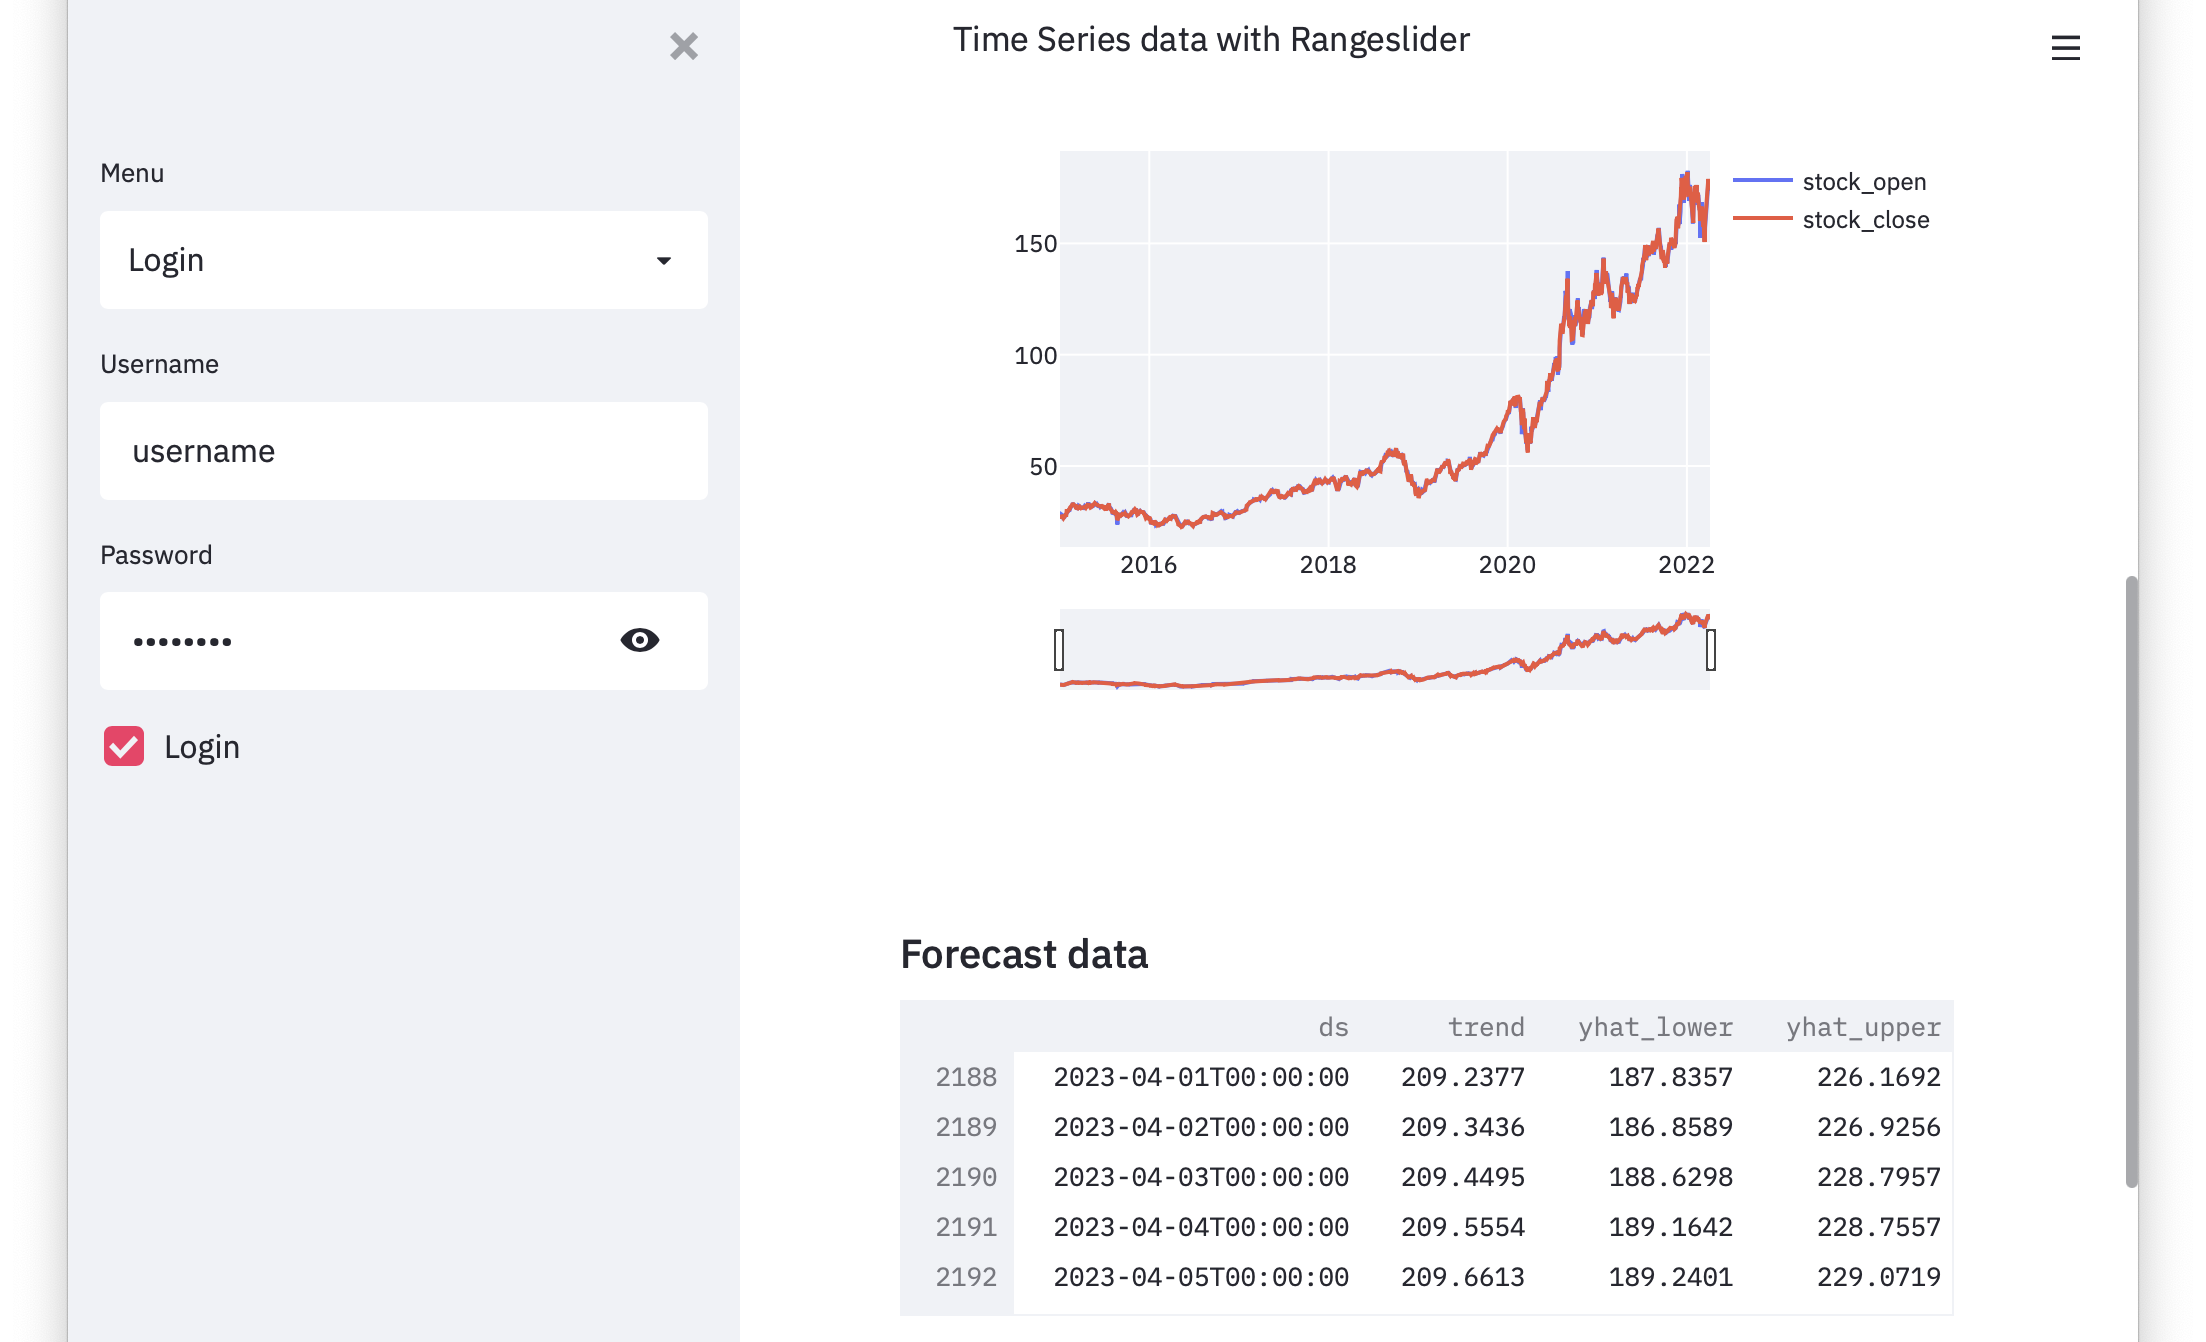 Menu
Login
Username
username
Password
••••••••
Login
Time Series data with Rangeslider
stock_open
stock_close
150
100
50
2016 2018 2020 2022
Forecast data
ds trend yhat_lower yhat_upper
2188 2023-04-01T00:00:00 209.2377 187.8357 226.1692
2189 2023-04-02T00:00:00 209.3436 186.8589 226.9256
2190 2023-04-03T00:00:00 209.4495 188.6298 228.7957
2191 2023-04-04T00:00:00 209.5554 189.1642 228.7557
2192 2023-04-05T00:00:00 209.6613 189.2401 229.0719